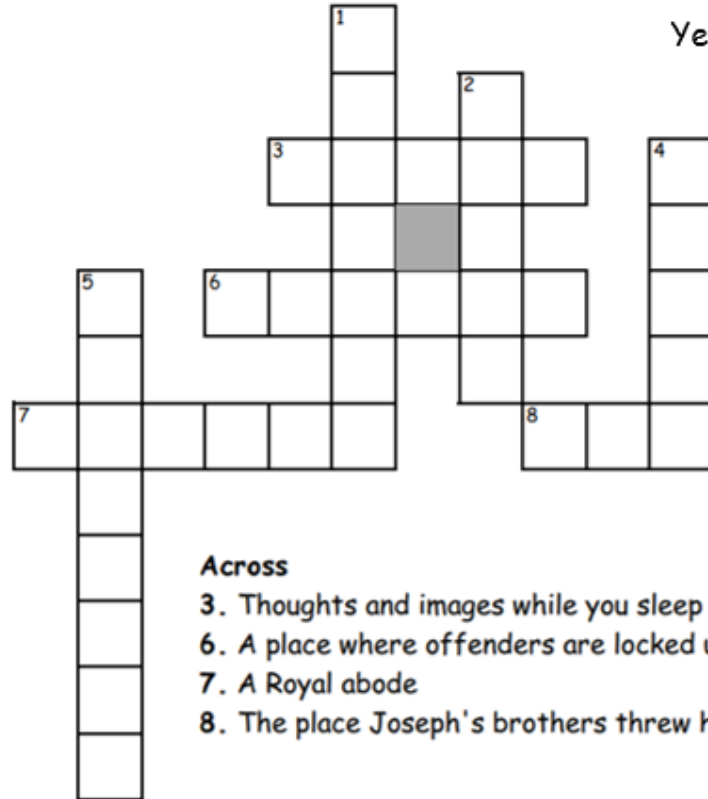 1
Ye
2
3
4
5
6
7
8
Across
3. Thoughts and images while you sleep
6. A place where offenders are locked u
7. A Royal abode
8. The place Joseph's brothers threw h